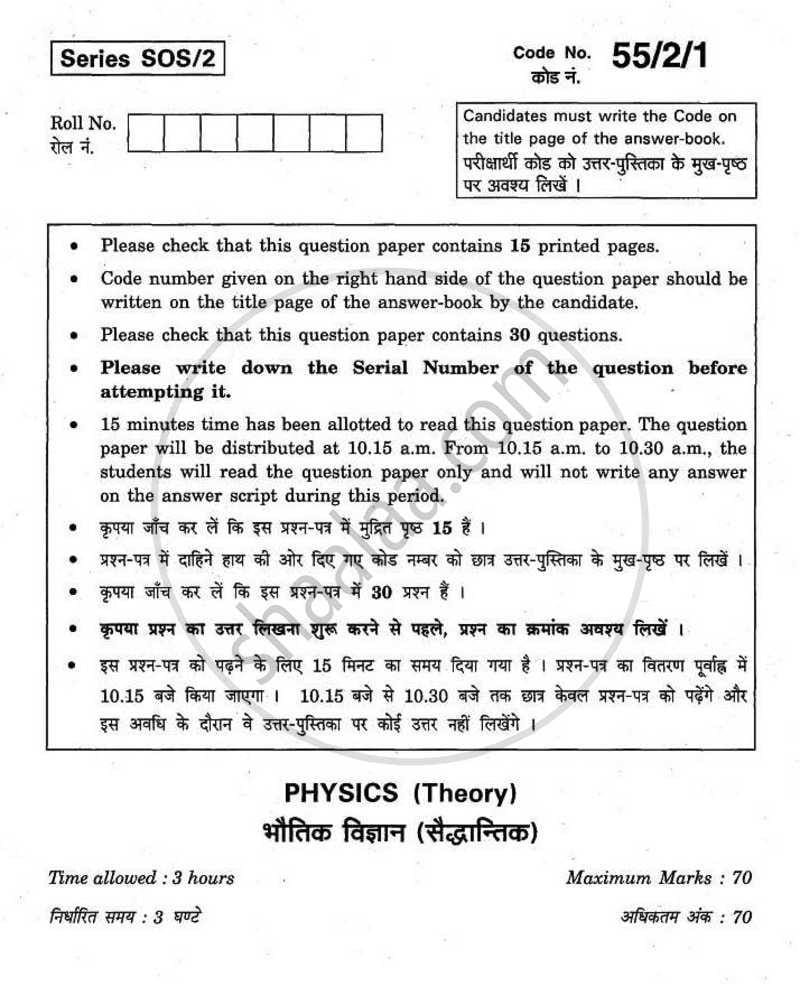 Series SOS/2
Code No. 55/2/1
कोड नं.
Roll No.
रोल नं.
Candidates must write the Code on
the title page of the answer-book.
परीक्षार्थी कोड को उत्तर-पुस्तिका के मुख-पृष्ठ
पर अवश्य लिखें ।
• Please check that this question paper contains 15 printed pages.
• Code number given on the right hand side of the question paper should be
written on the title page of the answer-book by the candidate.
• Please check that this question paper contains 30 questions.
• Please write down the Serial Number of the question before
attempting it.
• 15 minutes time has been allotted to read this question paper. The question
paper will be distributed at 10.15 a.m. From 10.15 a.m. to 10.30 a.m., the
students will read the question paper only and will not write any answer
on the answer script during this period.
• कृपया जाँच कर लें कि इस प्रश्न-पत्र में मुद्रित पृष्ठ 15 हैं ।
• प्रश्न-पत्र में दाहिने हाथ की ओर दिए गए कोड नम्बर को छात्र उत्तर-पुस्तिका के मुख-पृष्ठ पर लिखें ।
• कृपया जाँच कर लें कि इस प्रश्न-पत्र में 30 प्रश्न हैं ।
• कृपया प्रश्न का उत्तर लिखना शुरू करने से पहले, प्रश्न का क्रमांक अवश्य लिखें ।
• इस प्रश्न-पत्र को पढ़ने के लिए 15 मिनट का समय दिया गया है । प्रश्न-पत्र का वितरण पूर्वाह्न में
10.15 बजे किया जाएगा । 10.15 बजे से 10.30 बजे तक छात्र केवल प्रश्न-पत्र को पढ़ेंगे और
इस अवधि के दौरान वे उत्तर-पुस्तिका पर कोई उत्तर नहीं लिखेंगे ।
shaalaa.com
PHYSICS (Theory)
भौतिक विज्ञान (सैद्धान्तिक)
Time allowed : 3 hours
Maximum Marks : 70
निर्धारित समय : 3 घण्टे
अधिकतम अंक : 70